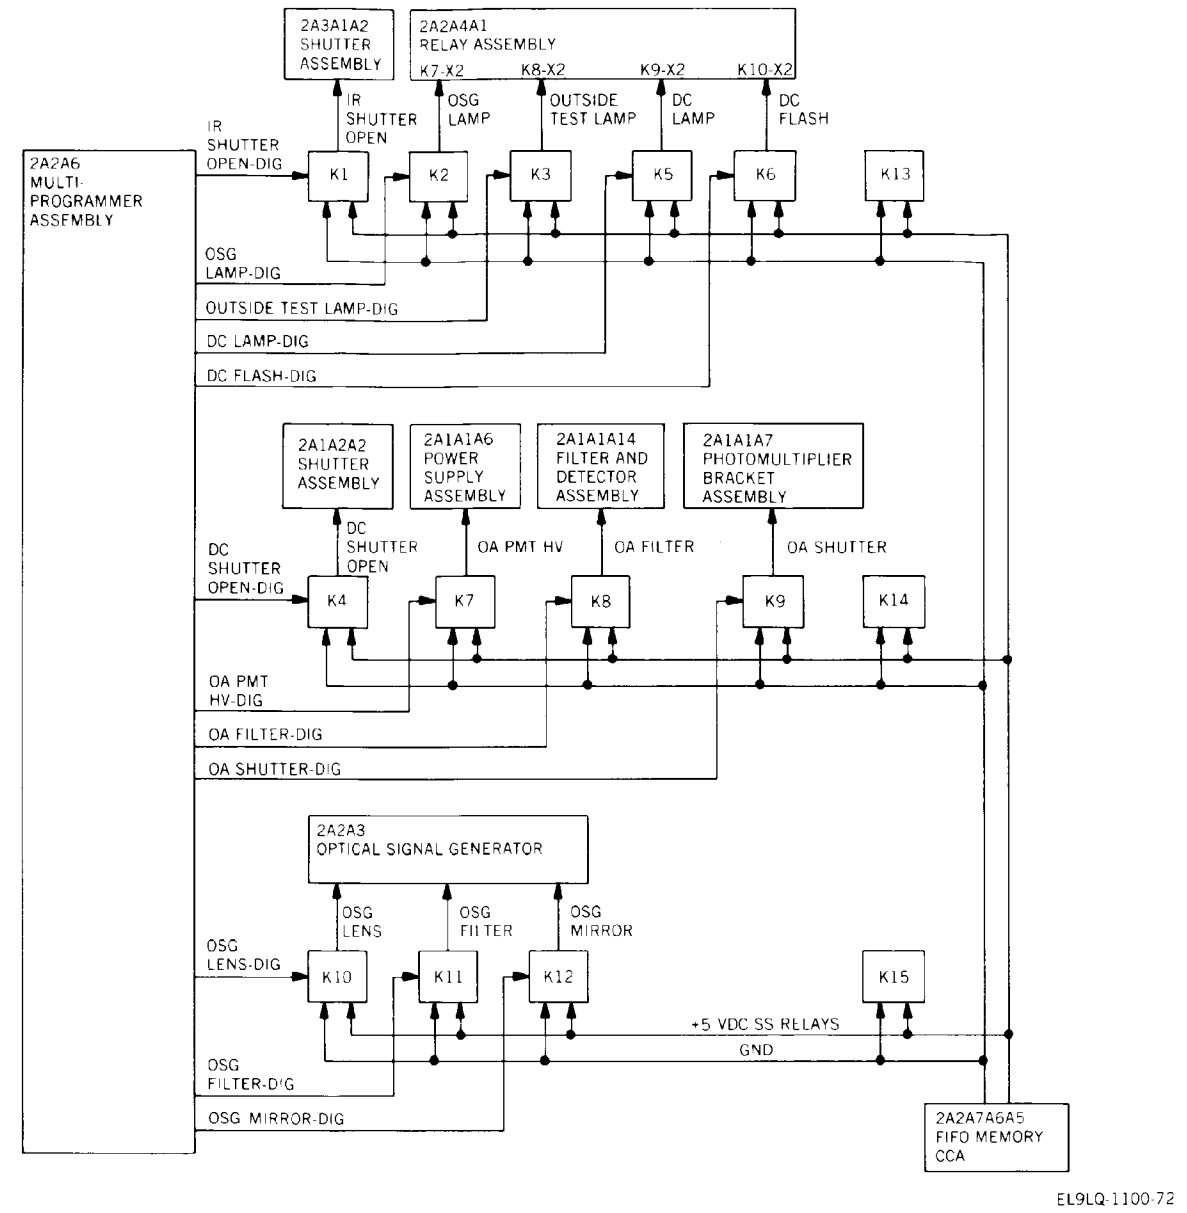 2A3A1A2
SHUTTER
ASSEMBLY
2A2A4A1
RELAY ASSEMBLY
K7-X2
K8-X2
K9-X2
K10-X2
IR
SHUTTER
OPEN
OSG
LAMP
OUTSIDE
TEST LAMP
DC
LAMP
DC
FLASH
IR
SHUTTER
OPEN-DIG
2A2A6
MULTI-
PROGRAMMER
ASSEMBLY
K1
K2
K3
K5
K6
K13
OSG
LAMP-DIG
OUTSIDE TEST LAMP-DIG
DC LAMP-DIG
DC FLASH-DIG
2A1A2A2
SHUTTER
ASSEMBLY
2A1A1A6
POWER
SUPPLY
ASSEMBLY
2A1A1A14
FILTER AND
DETECTOR
ASSEMBLY
2A1A1A7
PHOTOMULTIPLIER
BRACKET
ASSEMBLY
DC
SHUTTER
OPEN
OA PMT HV
OA FILTER
OA SHUTTER
DC
SHUTTER
OPEN-DIG
K4
K7
K8
K9
K14
OA PMT
HV-DIG
OA FILTER-DIG
OA SHUTTER-DIG
2A2A3
OPTICAL SIGNAL GENERATOR
OSG
LENS
OSG
FILTER
OSG
MIRROR
OSG
LENS-DIG
K10
K11
K12
K15
+5 VDC SS RELAYS
GND
OSG
FILTER-DIG
OSG MIRROR-DIG
2A2A7A6A5
FIFO MEMORY
CCA
EL9LQ-1100-72